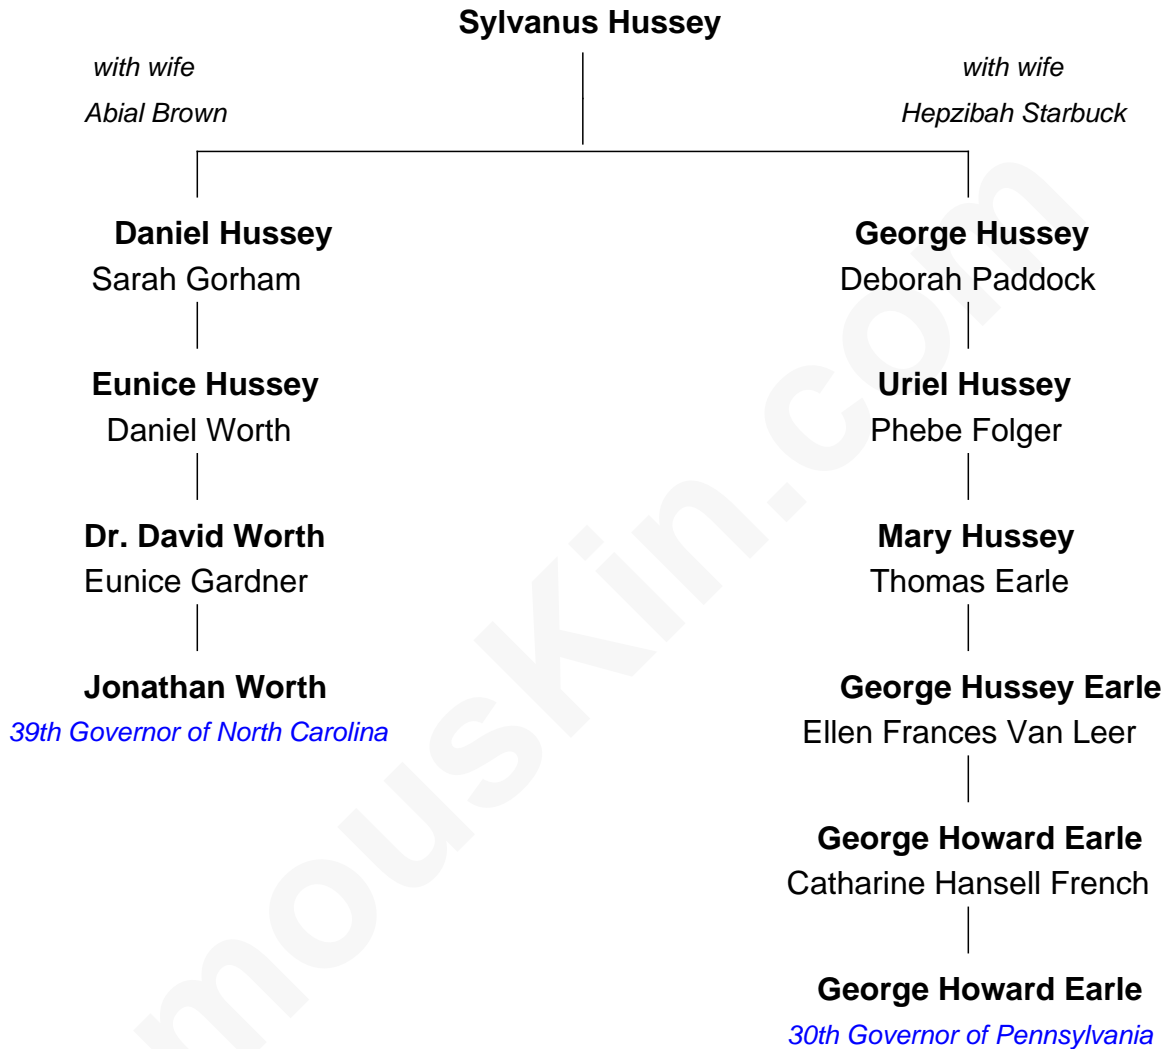 Sylvanus Hussey
with wife
Abial Brown
with wife
Hepzibah Starbuck
Daniel Hussey
Sarah Gorham
George Hussey
Deborah Paddock
Eunice Hussey
Daniel Worth
Uriel Hussey
Phebe Folger
Dr. David Worth
Eunice Gardner
Mary Hussey
Thomas Earle
Jonathan Worth
39th Governor of North Carolina
George Hussey Earle
Ellen Frances Van Leer
George Howard Earle
Catharine Hansell French
George Howard Earle
30th Governor of Pennsylvania
mousKin.com